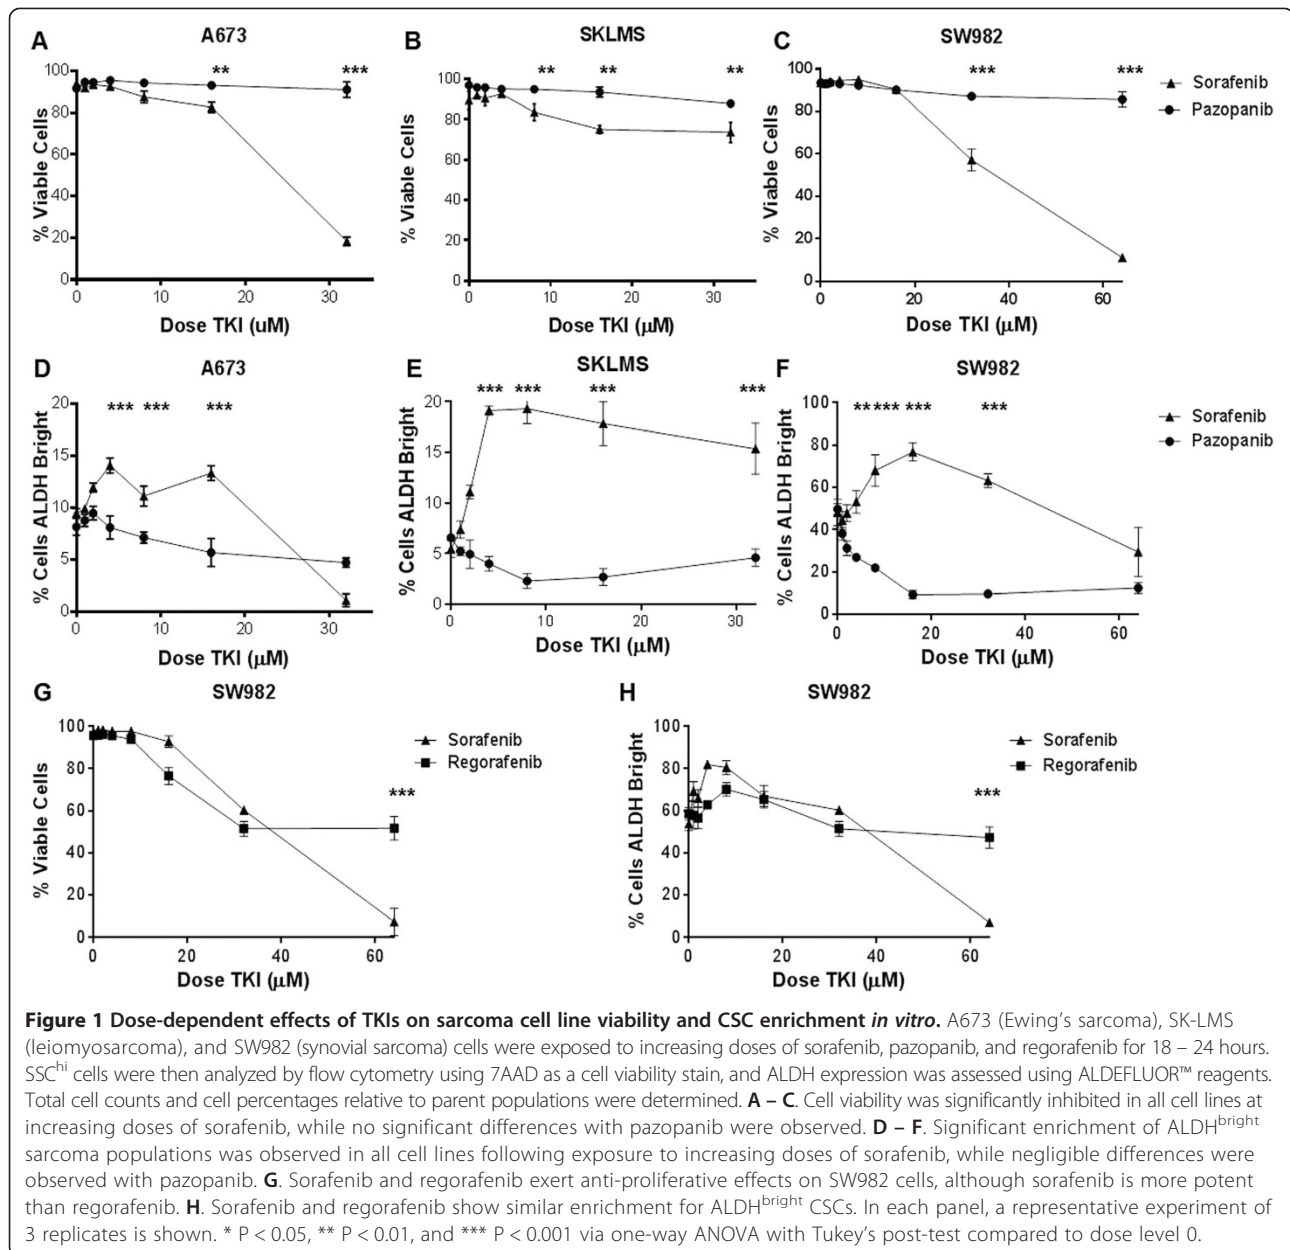 A
A673
** ***
100
80
60
40
20
0
% Viable Cells
0 10 20 30
Dose TKI (uM)
B
SKLMS
** ** **
100
80
60
40
20
0
% Viable Cells
0 10 20 30
Dose TKI (μM)
C
SW982
*** ***
100
80
60
40
20
0
% Viable Cells
0 20 40 60
Dose TKI (μM)
Sorafenib
Pazopanib
D
A673
*** *** ***
20
15
10
5
0
% Cells ALDH Bright
0 10 20 30
Dose TKI (μM)
E
SKLMS
*** *** *** ***
20
15
10
5
0
% Cells ALDH Bright
0 10 20 30
Dose TKI (μM)
F
SW982
** *** *** ***
100
80
60
40
20
0
% Cells ALDH Bright
0 20 40 60
Dose TKI (μM)
Sorafenib
Pazopanib
G
SW982
***
100
80
60
40
20
0
% Viable Cells
0 20 40 60
Dose TKI (μM)
Sorafenib
Regorafenib
H
SW982
***
100
80
60
40
20
0
% Cells ALDH Bright
0 20 40 60
Dose TKI (μM)
Sorafenib
Regorafenib
Figure 1 Dose-dependent effects of TKIs on sarcoma cell line viability and CSC enrichment in vitro. A673 (Ewing's sarcoma), SK-LMS
(leiomyosarcoma), and SW982 (synovial sarcoma) cells were exposed to increasing doses of sorafenib, pazopanib, and regorafenib for 18 – 24 hours.
SSChi cells were then analyzed by flow cytometry using 7AAD as a cell viability stain, and ALDH expression was assessed using ALDEFLUOR™ reagents.
Total cell counts and cell percentages relative to parent populations were determined. A – C. Cell viability was significantly inhibited in all cell lines at
increasing doses of sorafenib, while no significant differences with pazopanib were observed. D – F. Significant enrichment of ALDHbright
sarcoma populations was observed in all cell lines following exposure to increasing doses of sorafenib, while negligible differences were
observed with pazopanib. G. Sorafenib and regorafenib exert anti-proliferative effects on SW982 cells, although sorafenib is more potent
than regorafenib. H. Sorafenib and regorafenib show similar enrichment for ALDHbright CSCs. In each panel, a representative experiment of
3 replicates is shown. * P < 0.05, ** P < 0.01, and *** P < 0.001 via one-way ANOVA with Tukey's post-test compared to dose level 0.